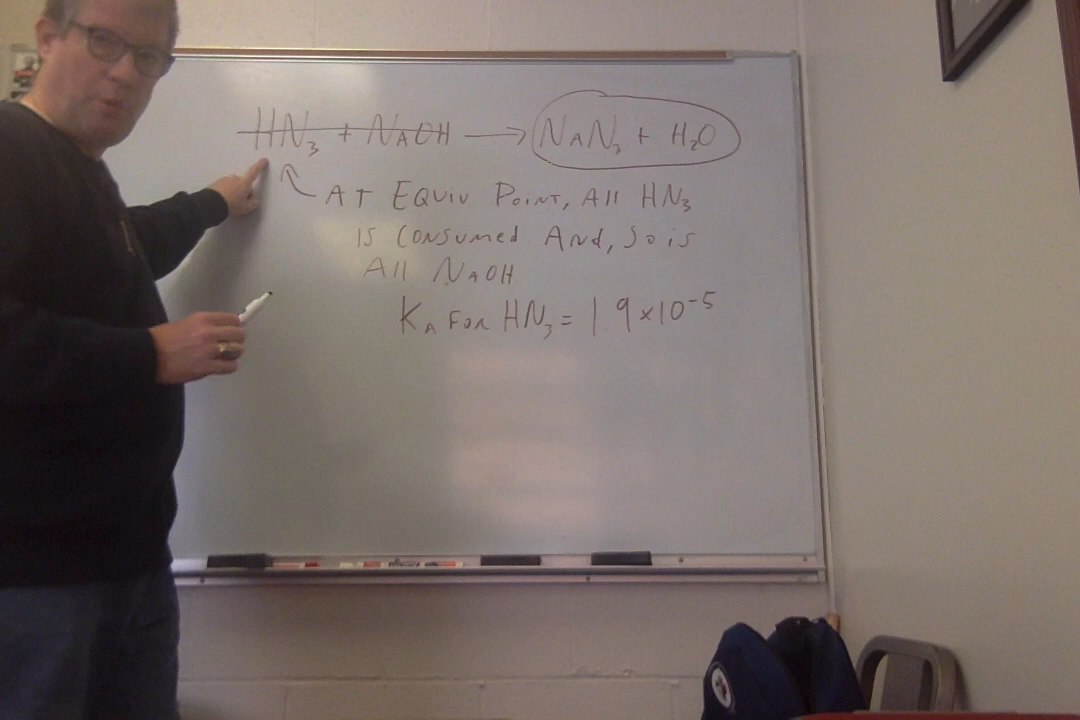 HN₃ + NAOH → NAN₃ + H₂O
AT EQUIV POINT, All HN₃
IS CONSUMED ANd, So is
All NAOH
KA FOR HN₃ = 1.9 x 10⁻⁵